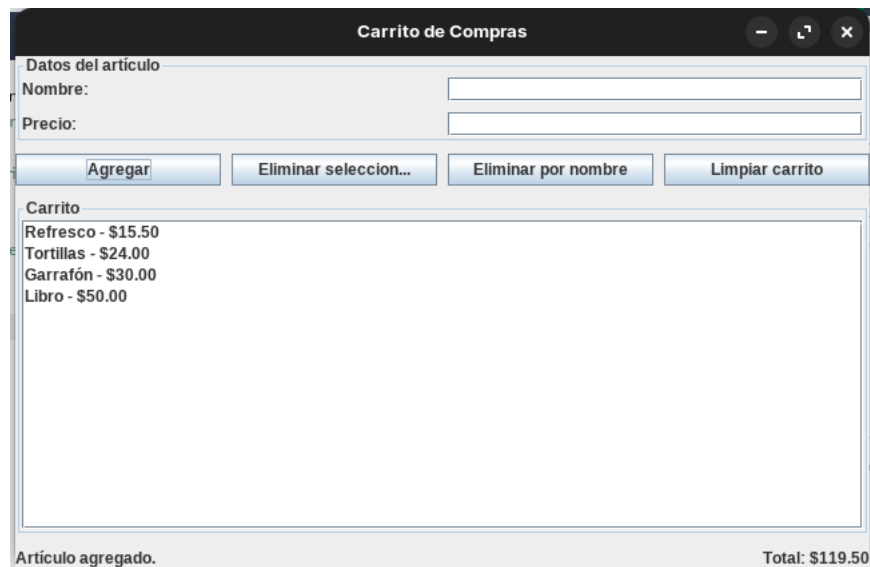 Carrito de Compras
Datos del artículo
Nombre:
Precio:
Agregar Eliminar seleccion... Eliminar por nombre Limpiar carrito
Carrito
Refresco - $15.50
Tortillas - $24.00
Garrafón - $30.00
Libro - $50.00
Artículo agregado. Total: $119.50